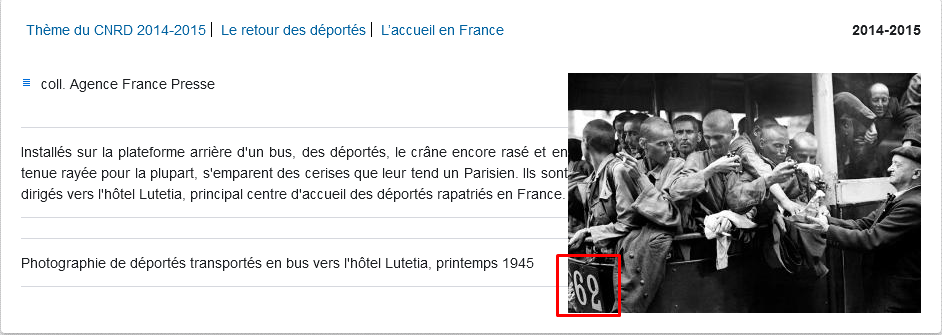 Thème du CNRD 2014-2015 | Le retour des déportés | L'accueil en France
2014-2015
coll. Agence France Presse
Installés sur la plateforme arrière d'un bus, des déportés, le crâne encore rasé et en
tenue rayée pour la plupart, s'emparent des cerises que leur tend un Parisien. Ils sont
dirigés vers l'hôtel Lutetia, principal centre d'accueil des déportés rapatriés en France.
Photographie de déportés transportés en bus vers l'hôtel Lutetia, printemps 1945
62